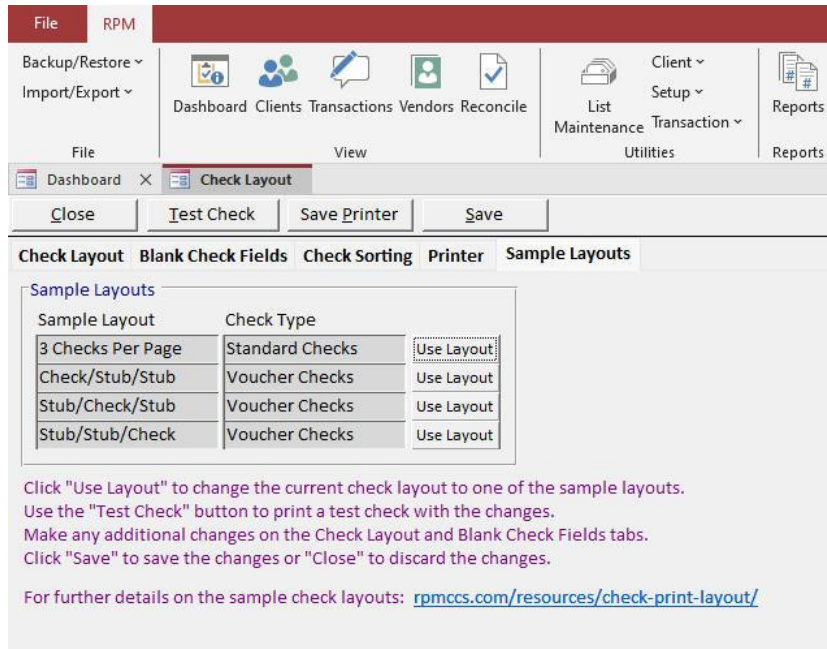 File RPM
Backup/Restore
Import/Export
Dashboard Clients Transactions Vendors Reconcile
List Maintenance
Client
Setup
Transaction
Reports
File View Utilities Reports
Dashboard Check Layout
Close Test Check Save Printer Save
Check Layout Blank Check Fields Check Sorting Printer Sample Layouts
Sample Layouts
Sample Layout Check Type
3 Checks Per Page Standard Checks Use Layout
Check/Stub/Stub Voucher Checks Use Layout
Stub/Check/Stub Voucher Checks Use Layout
Stub/Stub/Check Voucher Checks Use Layout
Click "Use Layout" to change the current check layout to one of the sample layouts.
Use the "Test Check" button to print a test check with the changes.
Make any additional changes on the Check Layout and Blank Check Fields tabs.
Click "Save" to save the changes or "Close" to discard the changes.
For further details on the sample check layouts: rpmccs.com/resources/check-print-layout/